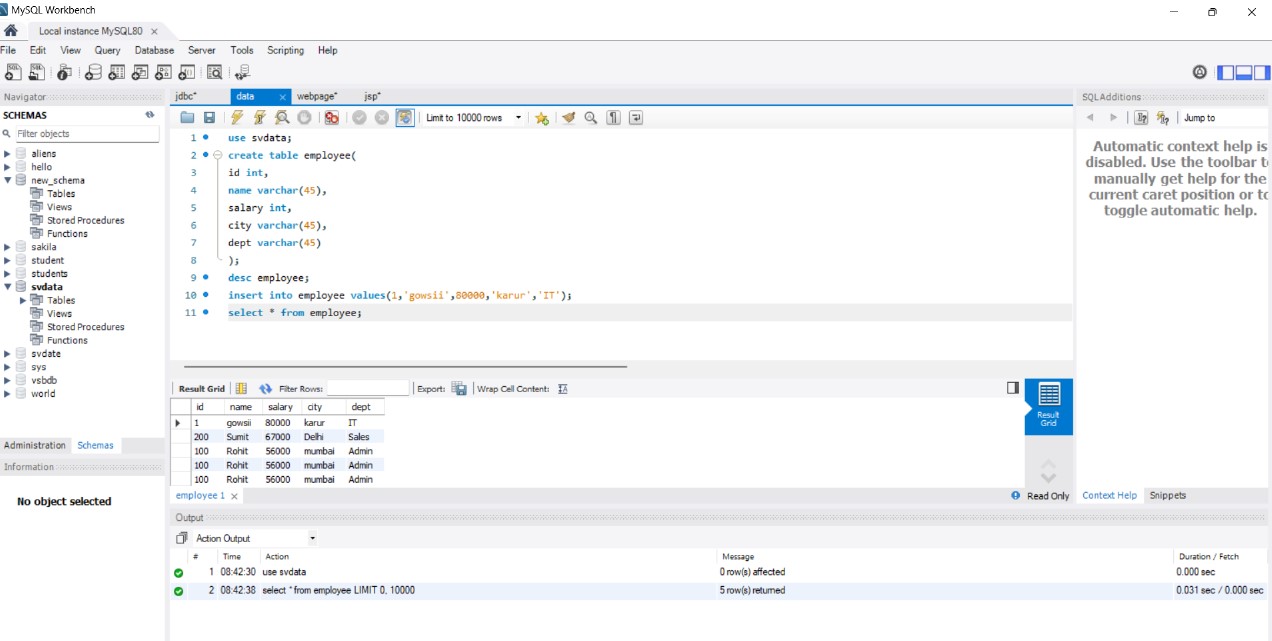 MySQL Workbench
Local instance MySQL80
File Edit View Query Database Server Tools Scripting Help
Navigator
SCHEMAS
Filter objects
aliens
hello
new_schema
Tables
Views
Stored Procedures
Functions
sakila
student
students
svdata
Tables
Views
Stored Procedures
Functions
svdate
sys
vsbdb
world
Administration Schemas
Information
No object selected
jdbc* data webpage* jsp*
Limit to 10000 rows
1 use svdata;
2 create table employee(
3 id int,
4 name varchar(45),
5 salary int,
6 city varchar(45),
7 dept varchar(45)
8 );
9 desc employee;
10 insert into employee values(1,'gowsii',80000,'karur','IT');
11 select * from employee;
Result Grid Filter Rows: Export: Wrap Cell Content:
id name salary city dept
1 gowsii 80000 karur IT
200 Sumit 67000 Delhi Sales
100 Rohit 56000 mumbai Admin
100 Rohit 56000 mumbai Admin
100 Rohit 56000 mumbai Admin
Result
Grid
employee 1 Read Only
SQLAdditions
Jump to
Automatic context help is
disabled. Use the toolbar
manually get help for the
current caret position or to
toggle automatic help.
Context Help Snippets
Output
Action Output
# Time Action Message Duration / Fetch
1 08:42:30 use svdata 0 row(s) affected 0.000 sec
2 08:42:38 select * from employee LIMIT 0, 10000 5 row(s) returned 0.031 sec / 0.000 sec